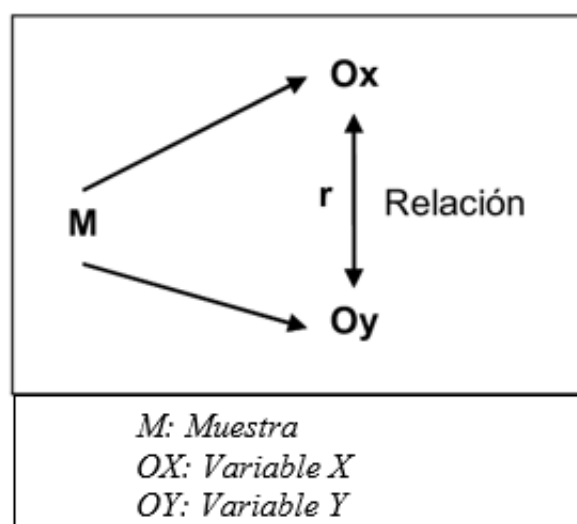 Ox
M
r Relación
Oy
M: Muestra
OX: Variable X
OY: Variable Y